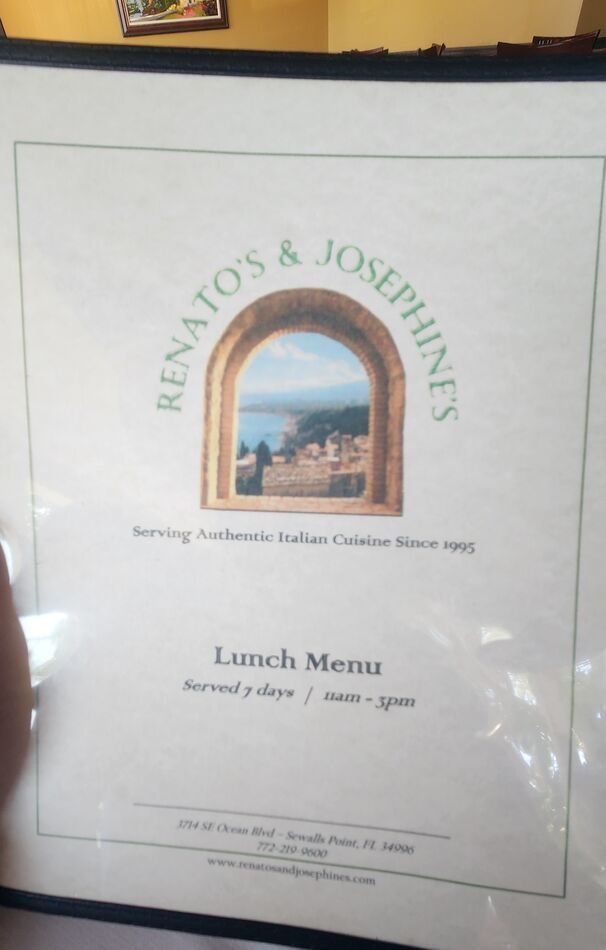 RENATO'S & JOSEPHINE'S
Serving Authentic Italian Cuisine Since 1995
Lunch Menu
Served 7 days | 11am - 3pm
3714 SE Ocean Blvd - Sewalls Point, FL 34996
772-219-9600
www.renatosandjosephines.com